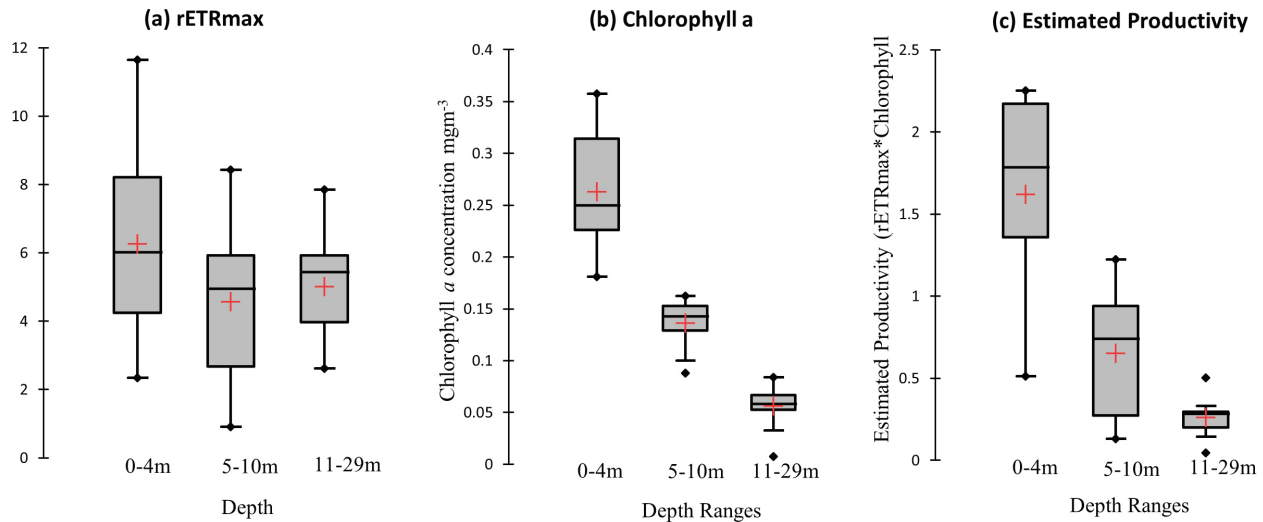 (a) rETRmax
12
10
8
6
4
2
0
0-4m 5-10m 11-29m
Depth
(b) Chlorophyll a
Chlorophyll a concentration mgm-3
0.4
0.35
0.3
0.25
0.2
0.15
0.1
0.05
0
0-4m 5-10m 11-29m
Depth Ranges
(c) Estimated Productivity
Estimated Productivity (rETRmax*Chlorophyll
2.5
2
1.5
1
0.5
0
0-4m 5-10m 11-29m
Depth Ranges